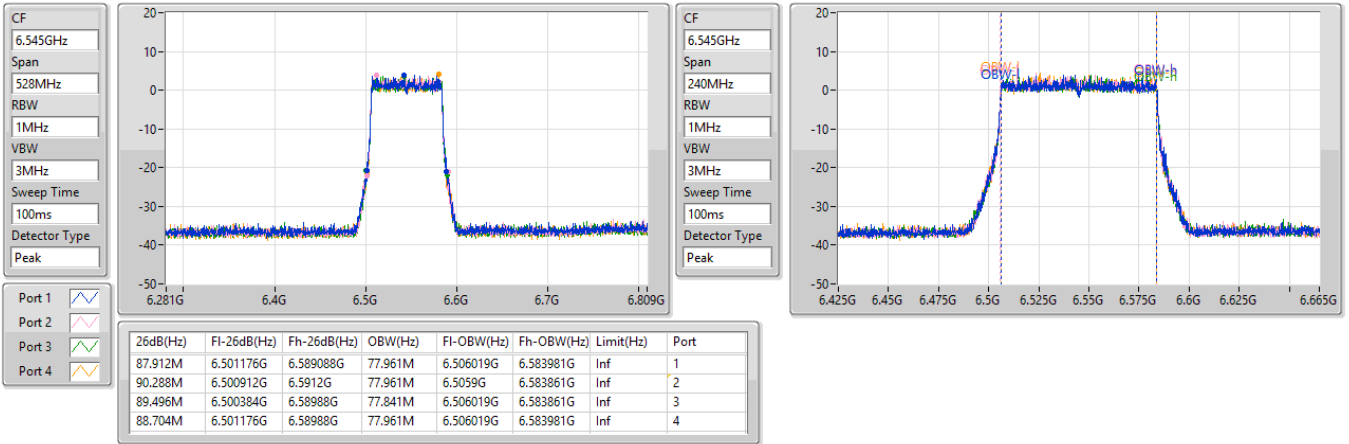 CF
6.545GHz
Span
528MHz
RBW
1MHz
VBW
3MHz
Sweep Time
100ms
Detector Type
Peak
20
10
0
-10
-20
-30
-40
-50
6.281G 6.4G 6.5G 6.6G 6.7G 6.809G
CF
6.545GHz
Span
240MHz
RBW
1MHz
VBW
3MHz
Sweep Time
100ms
Detector Type
Peak
20
10
0
-10
-20
-30
-40
-50
OBW-l
OBW-h
6.425G 6.45G 6.475G 6.5G 6.525G 6.55G 6.575G 6.6G 6.625G 6.665G
Port 1
Port 2
Port 3
Port 4
26dB(Hz) Fl-26dB(Hz) Fh-26dB(Hz) OBW(Hz) Fl-OBW(Hz) Fh-OBW(Hz) Limit(Hz) Port
87.912M 6.501176G 6.589088G 77.961M 6.506019G 6.583981G Inf 1
90.288M 6.500912G 6.5912G 77.961M 6.5059G 6.583861G Inf 2
89.496M 6.500384G 6.58988G 77.841M 6.506019G 6.583861G Inf 3
88.704M 6.501176G 6.58988G 77.961M 6.506019G 6.583981G Inf 4